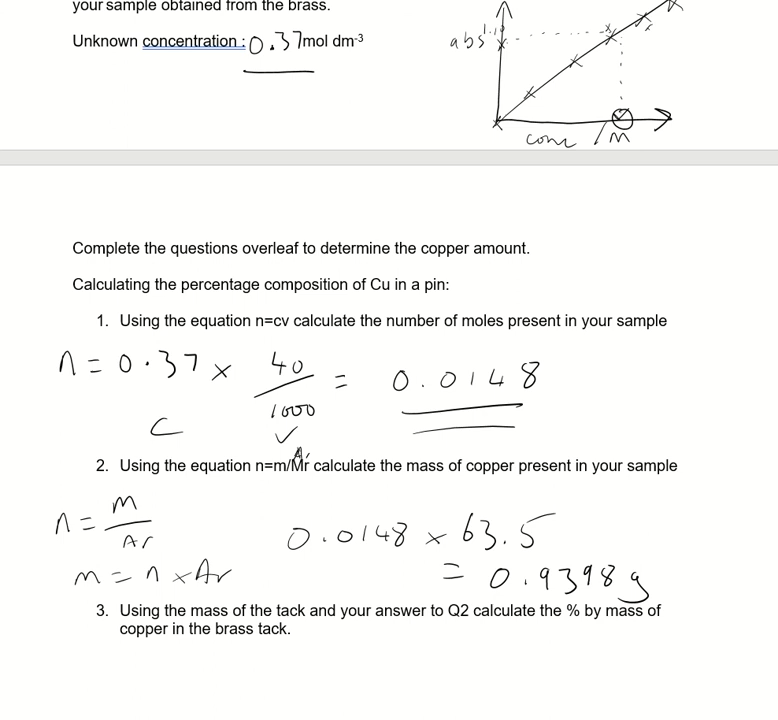 your sample obtained from the brass.
Unknown concentration : 0.37 mol dm-3
abs 1.10
conc / M
Complete the questions overleaf to determine the copper amount.
Calculating the percentage composition of Cu in a pin:
1. Using the equation n=cv calculate the number of moles present in your sample
n = 0.37 × 40/1000 = 0.0148
c v
2. Using the equation n=m/Mr Ar calculate the mass of copper present in your sample
n = m/Ar
0.0148 × 63.5
m = n × Ar
= 0.9398 g
3. Using the mass of the tack and your answer to Q2 calculate the % by mass of
copper in the brass tack.